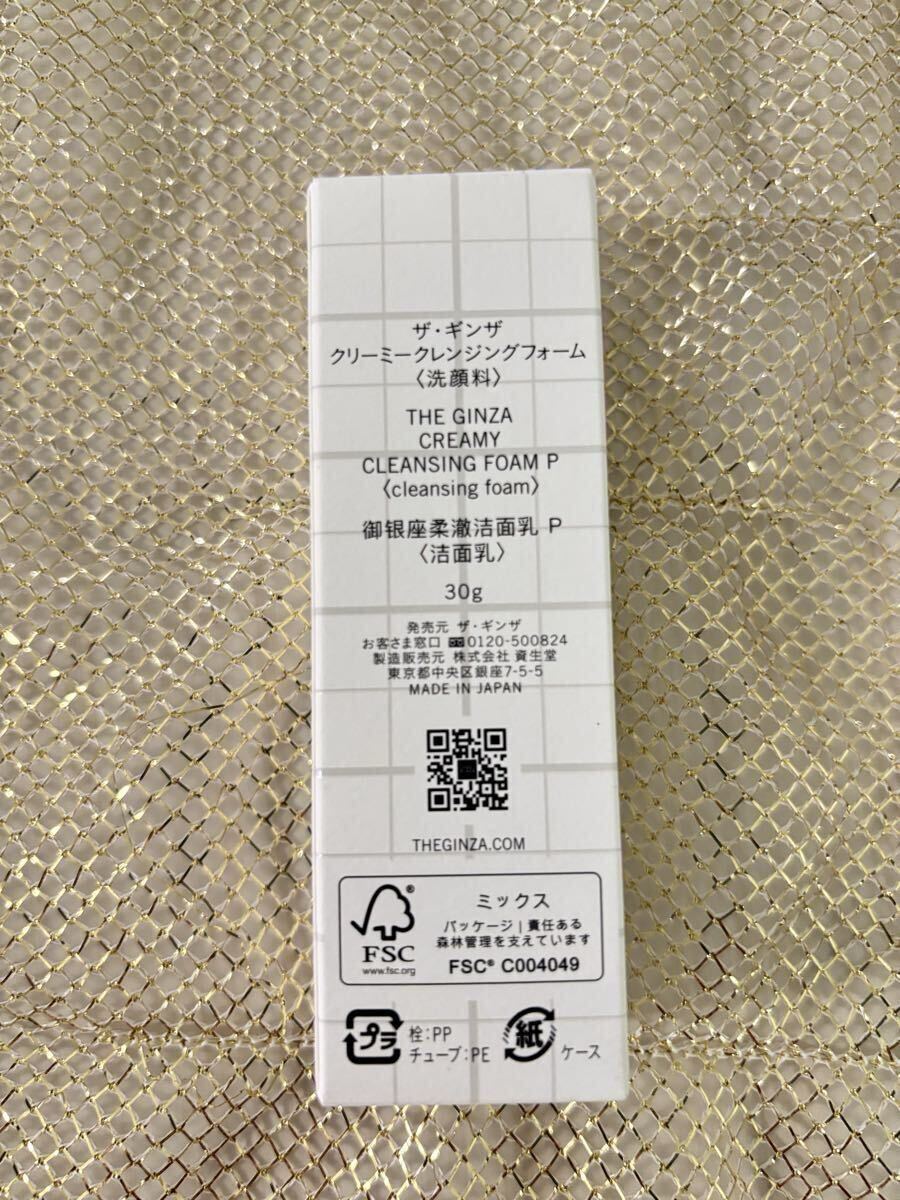 ザ・ギンザ
クリーミークレンジングフォーム
〈洗顔料〉
THE GINZA
CREAMY
CLEANSING FOAM P
〈cleansing foam〉
御银座柔澈洁面乳 P
〈洁面乳〉
30g
発売元 ザ・ギンザ
お客さま窓口 0120-500824
製造販売元 株式会社 資生堂
東京都中央区銀座7-5-5
MADE IN JAPAN
THEGINZA.COM
FSC®
www.fsc.org
ミックス
パッケージ | 責任ある
森林管理を支えています
FSC® C004049
プラ
栓:PP
チューブ:PE
紙
ケース